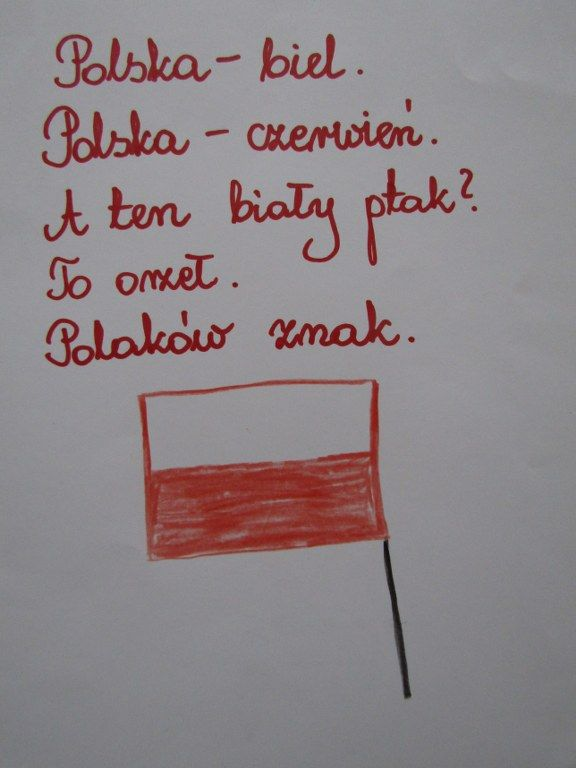 Polska - biel.
Polska - czerwień.
A ten biały ptak?
To orzeł.
Polaków znak.